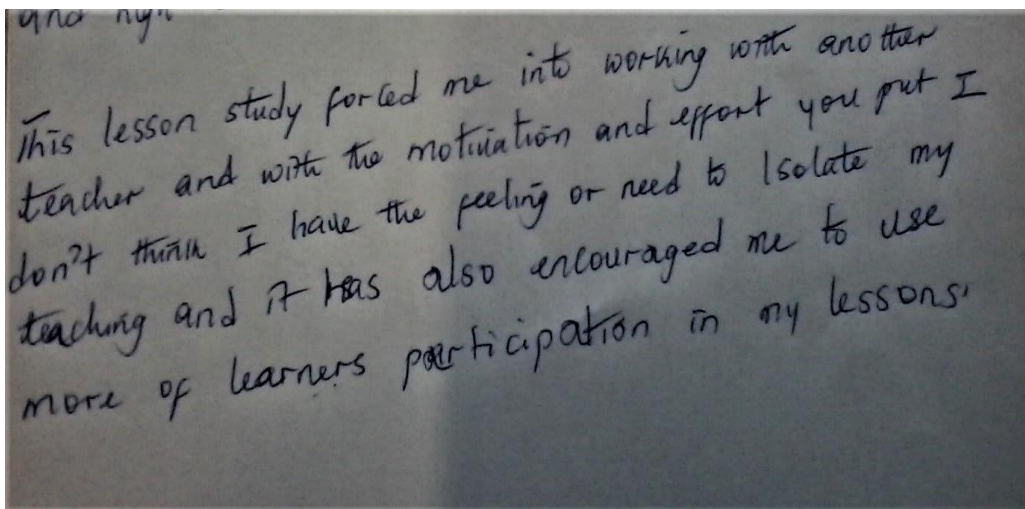 and high
This lesson study forced me into working with another
teacher and with the motivation and effort you put I
don't think I have the feeling or need to Isolate my
teaching and it has also encouraged me to use
more of learners participation in my lessons.